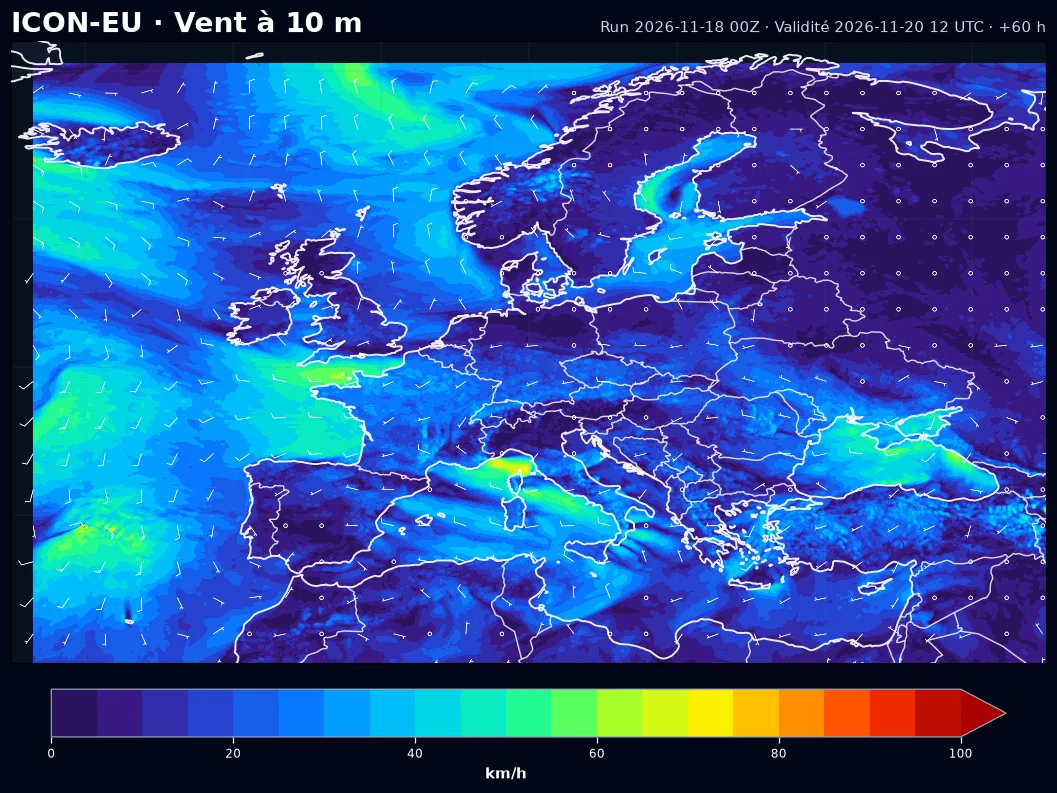 ICON-EU · Vent à 10 m
Run 2026-11-18 00Z · Validité 2026-11-20 12 UTC · +60 h
0 20 40 60 80 100
km/h